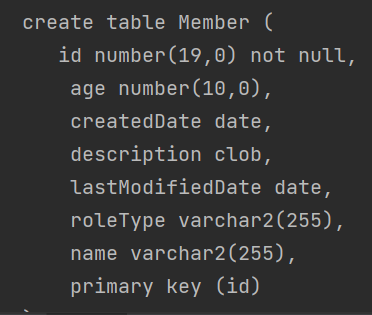 create table Member (
id number(19,0) not null,
age number(10,0),
createdDate date,
description clob,
lastModifiedDate date,
roleType varchar2(255),
name varchar2(255),
primary key (id)